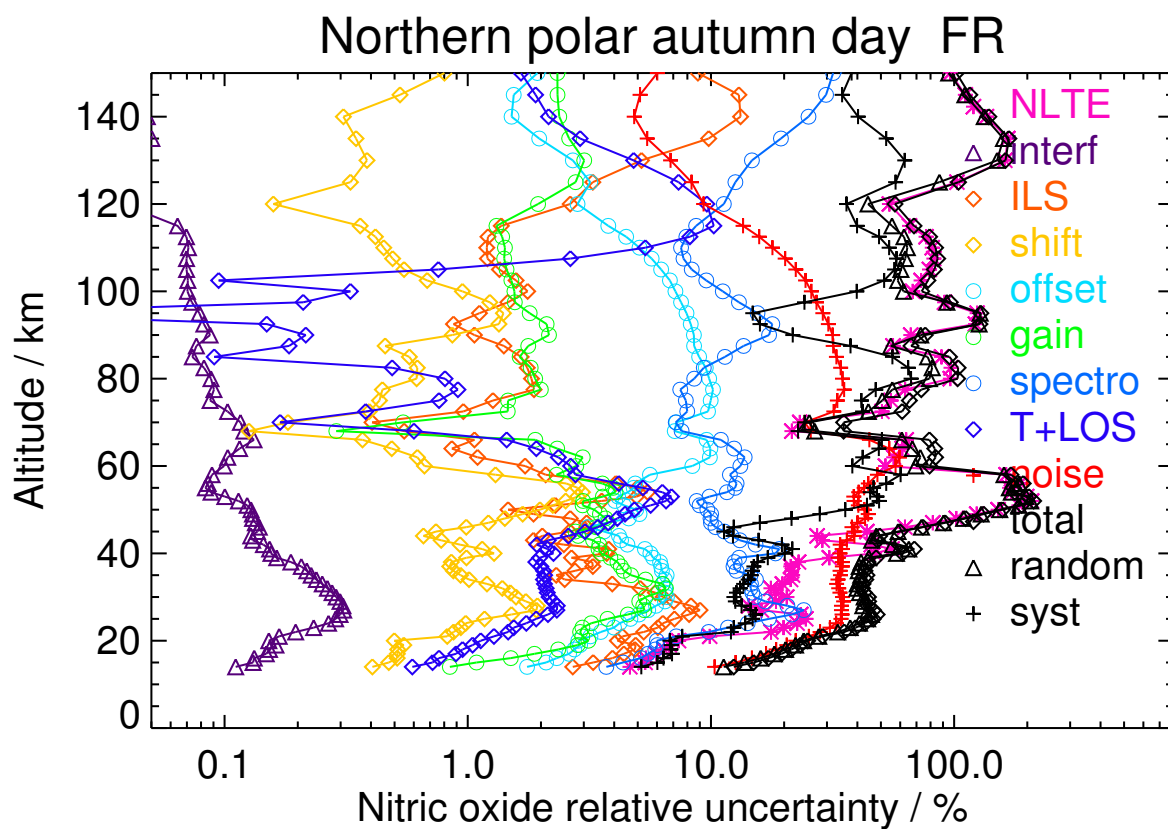 Northern polar autumn day  FR
Altitude / km
140
120
100
80
60
40
20
0
NLTE
interf
ILS
shift
offset
gain
spectro
T+LOS
noise
total
random
syst
0.1
1.0
10.0
100.0
Nitric oxide relative uncertainty / %